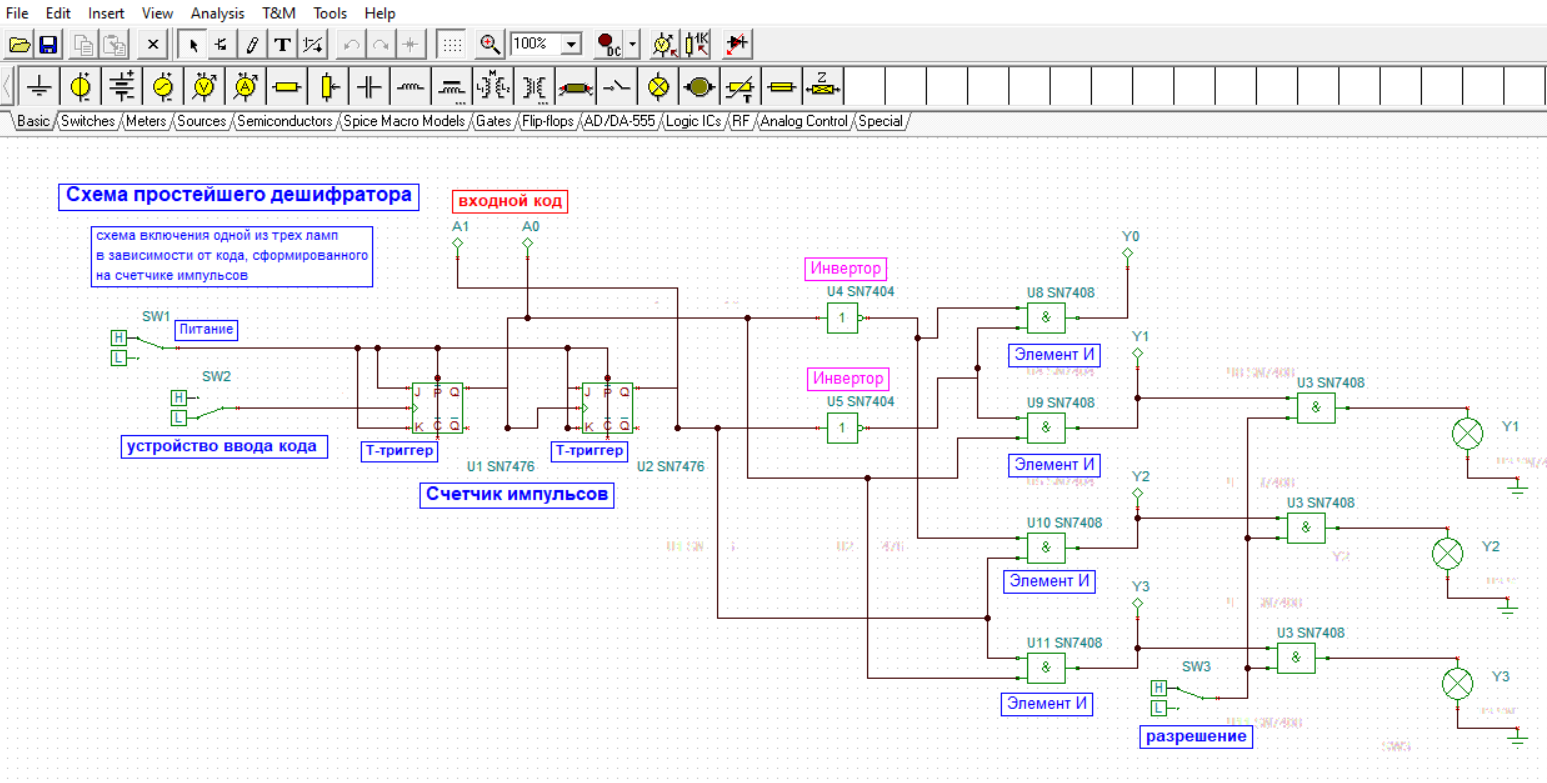 File Edit Insert View Analysis T&M Tools Help
100% DC 1K
M Z
Basic Switches Meters Sources Semiconductors Spice Macro Models Gates Flip-flops AD/DA-555 Logic ICs RF Analog Control Special
Схема простейшего дешифратора
схема включения одной из трех ламп
в зависимости от кода, сформированного
на счетчике импульсов
входной код
A1 A0
SW1
Питание
H
L
SW2
H
L
устройство ввода кода
J P Q
K C Q
Т-триггер
U1 SN7476
J P Q
K C Q
Т-триггер
U2 SN7476
Счетчик импульсов
Инвертор
U4 SN7404
1
Инвертор
U5 SN7404
1
Y0
U8 SN7408
&
Элемент И
Y1
U9 SN7408
&
Элемент И
Y2
U10 SN7408
&
Элемент И
Y3
U11 SN7408
&
Элемент И
U3 SN7408
&
Y1
U3 SN7408
&
Y2
U3 SN7408
&
Y3
SW3
H
L
разрешение